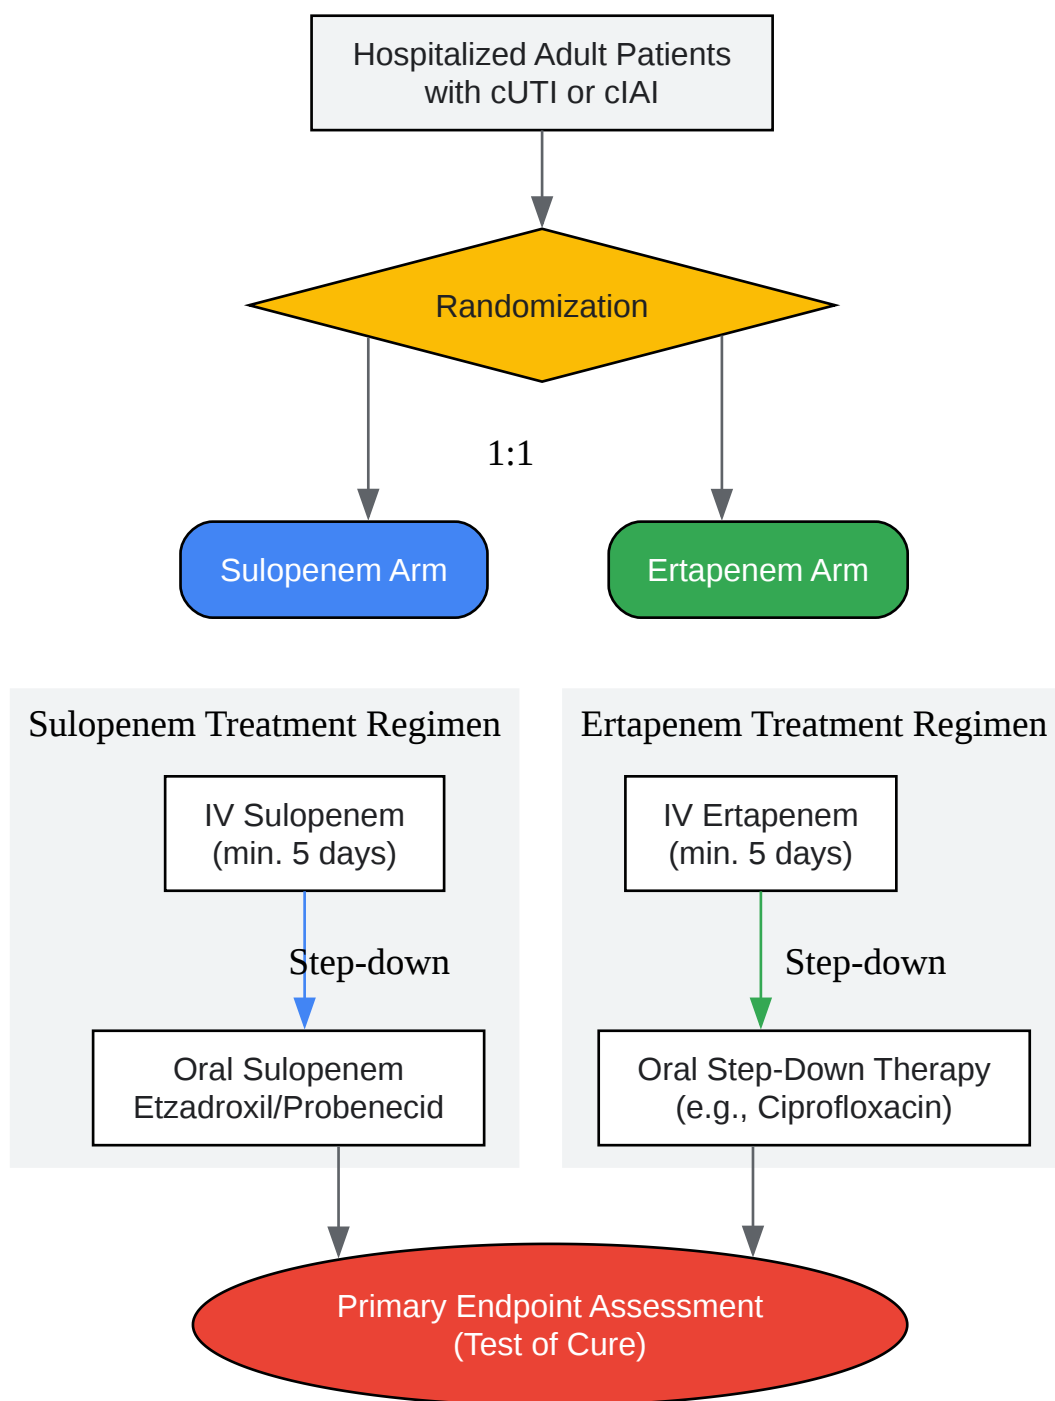 Hospitalized Adult Patients
with cUTI or cIAI
Randomization
1:1
Sulopenem Arm
Ertapenem Arm
Sulopenem Treatment Regimen
IV Sulopenem
(min. 5 days)
Step-down
Oral Sulopenem
Etzadroxil/Probenecid
Ertapenem Treatment Regimen
IV Ertapenem
(min. 5 days)
Step-down
Oral Step-Down Therapy
(e.g., Ciprofloxacin)
Primary Endpoint Assessment
(Test of Cure)